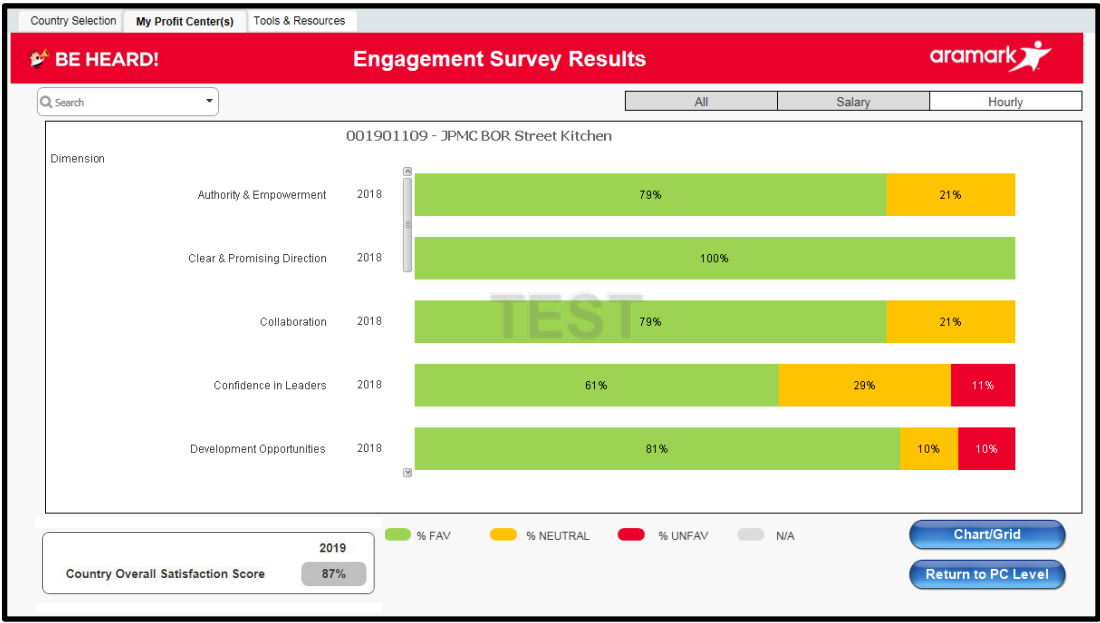 Country Selection My Profit Center(s) Tools & Resources
BE HEARD! Engagement Survey Results aramark
Search All Salary Hourly
001901109 - JPMC BOR Street Kitchen
Dimension
Authority & Empowerment 2018 79% 21%
Clear & Promising Direction 2018 100%
TEST
Collaboration 2018 79% 21%
Confidence in Leaders 2018 61% 29% 11%
Development Opportunities 2018 81% 10% 10%
% FAV % NEUTRAL % UNFAV N/A
Chart/Grid
2019
Country Overall Satisfaction Score 87%
Return to PC Level